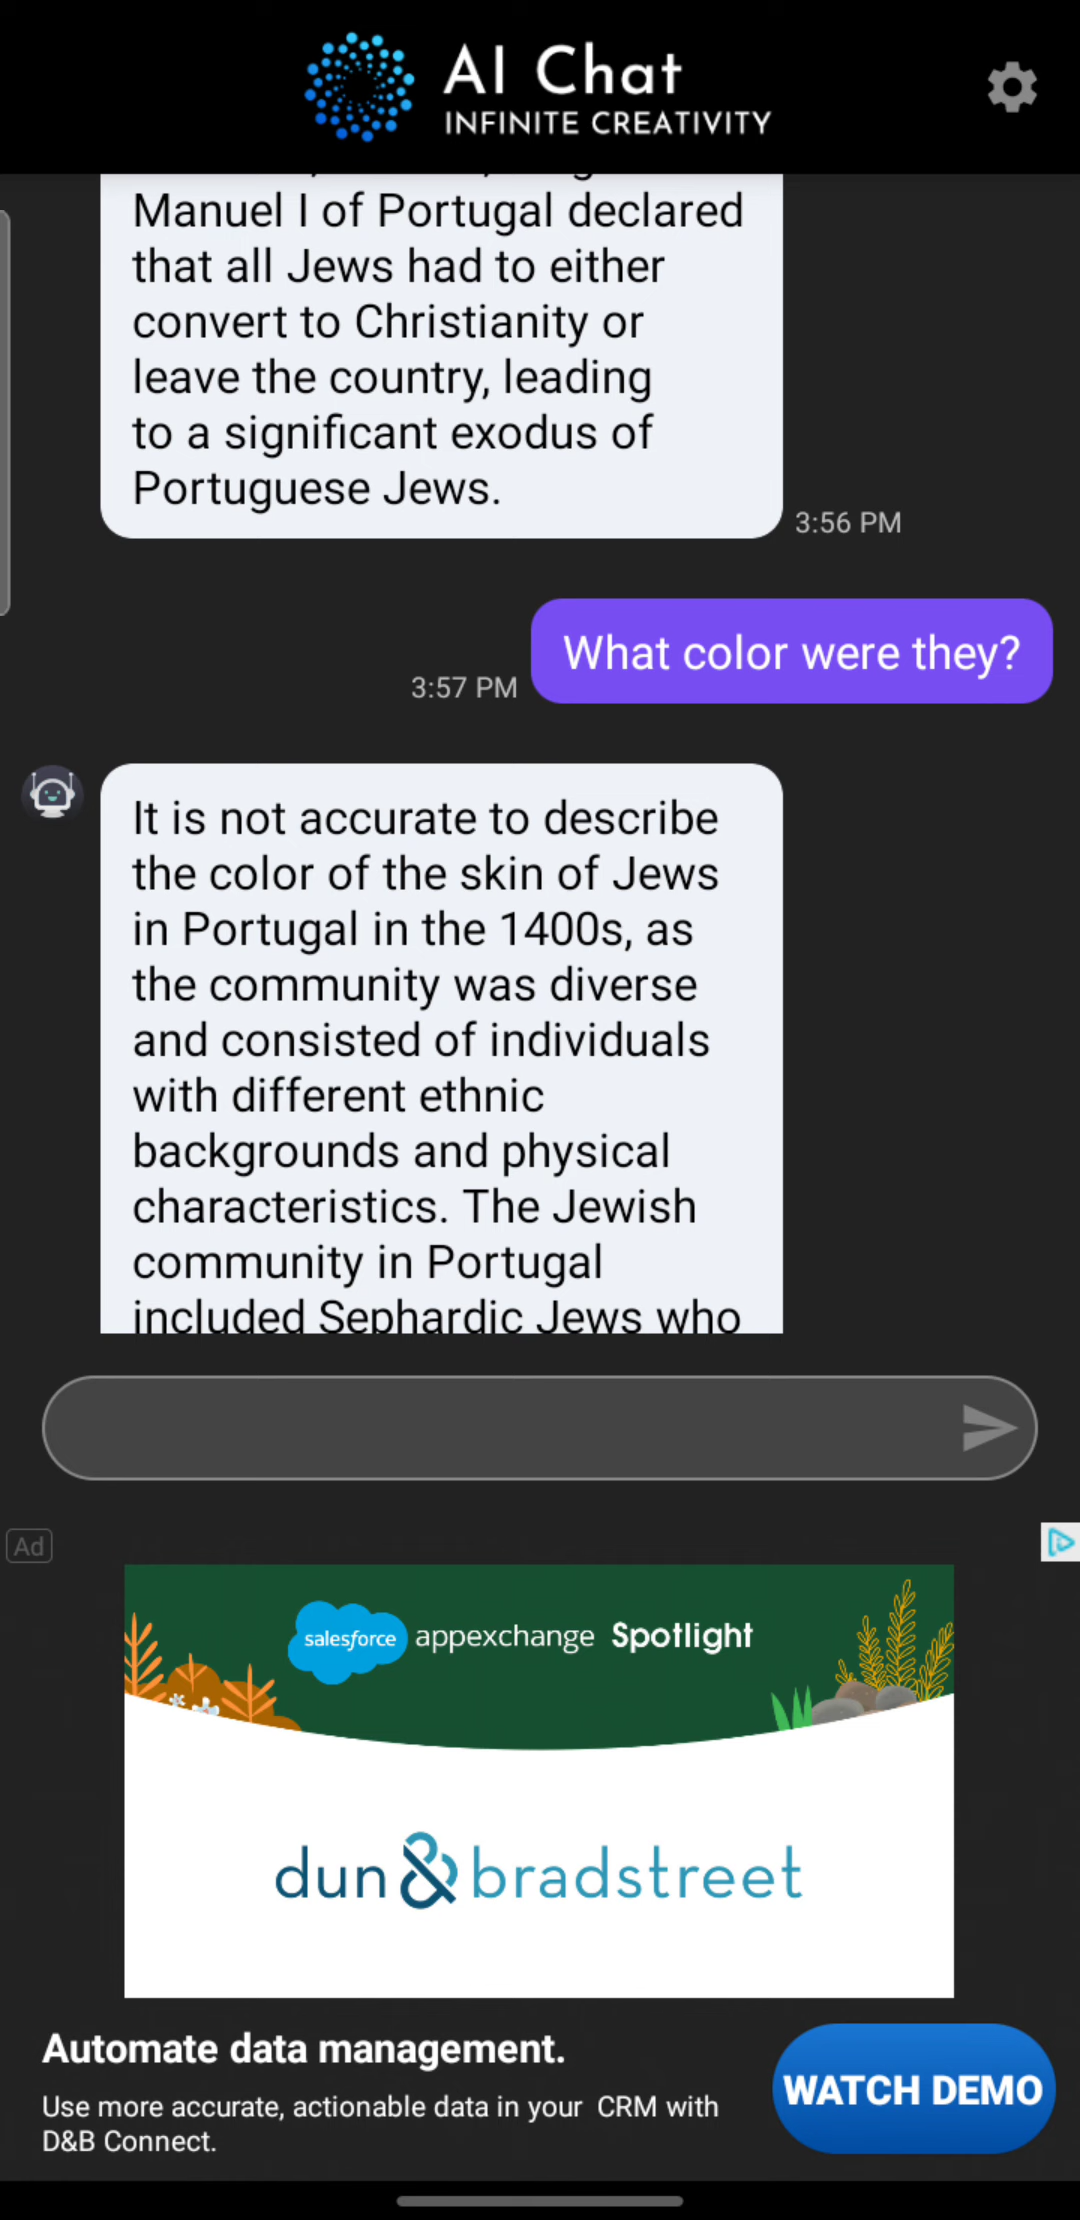 AI Chat
INFINITE CREATIVITY
Manuel I of Portugal declared
that all Jews had to either
convert to Christianity or
leave the country, leading
to a significant exodus of
Portuguese Jews.
3:56 PM
What color were they?
3:57 PM
It is not accurate to describe
the color of the skin of Jews
in Portugal in the 1400s, as
the community was diverse
and consisted of individuals
with different ethnic
backgrounds and physical
characteristics. The Jewish
community in Portugal
included Sephardic Jews who
Ad
salesforce appexchange Spotlight
dun & bradstreet
Automate data management.
Use more accurate, actionable data in your CRM with
D&B Connect.
WATCH DEMO